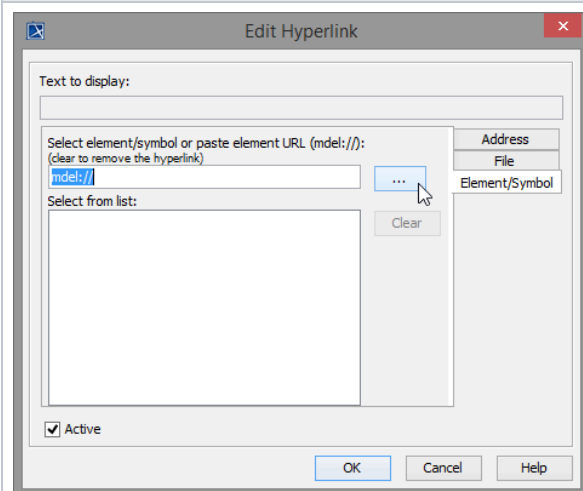 Edit Hyperlink
Text to display:
Select element/symbol or paste element URL (mdel://):
(clear to remove the hyperlink)
mdel://
...
Select from list:
Clear
Address
File
Element/Symbol
Active
OK
Cancel
Help